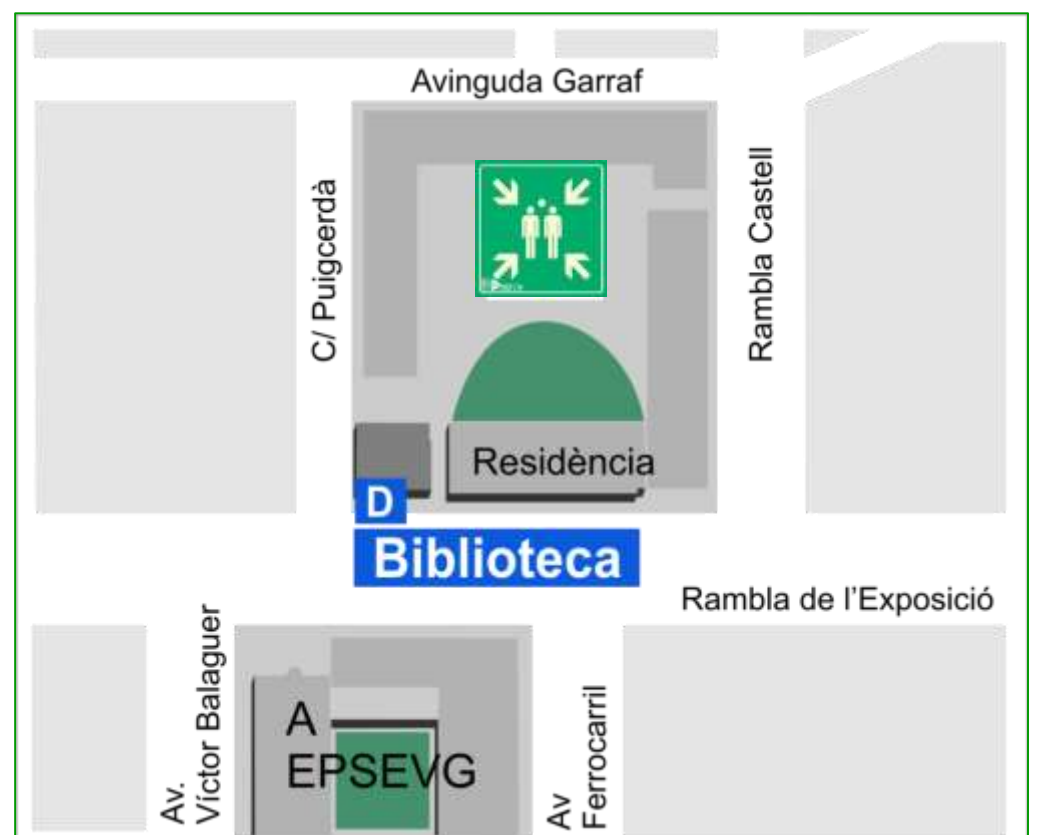 Avinguda Garraf
C/ Puigcerdà
Rambla Castell
Residència
D
Biblioteca
Rambla de l’Exposició
Av.
Víctor Balaguer
A
EPSEVG
Av
Ferrocarril